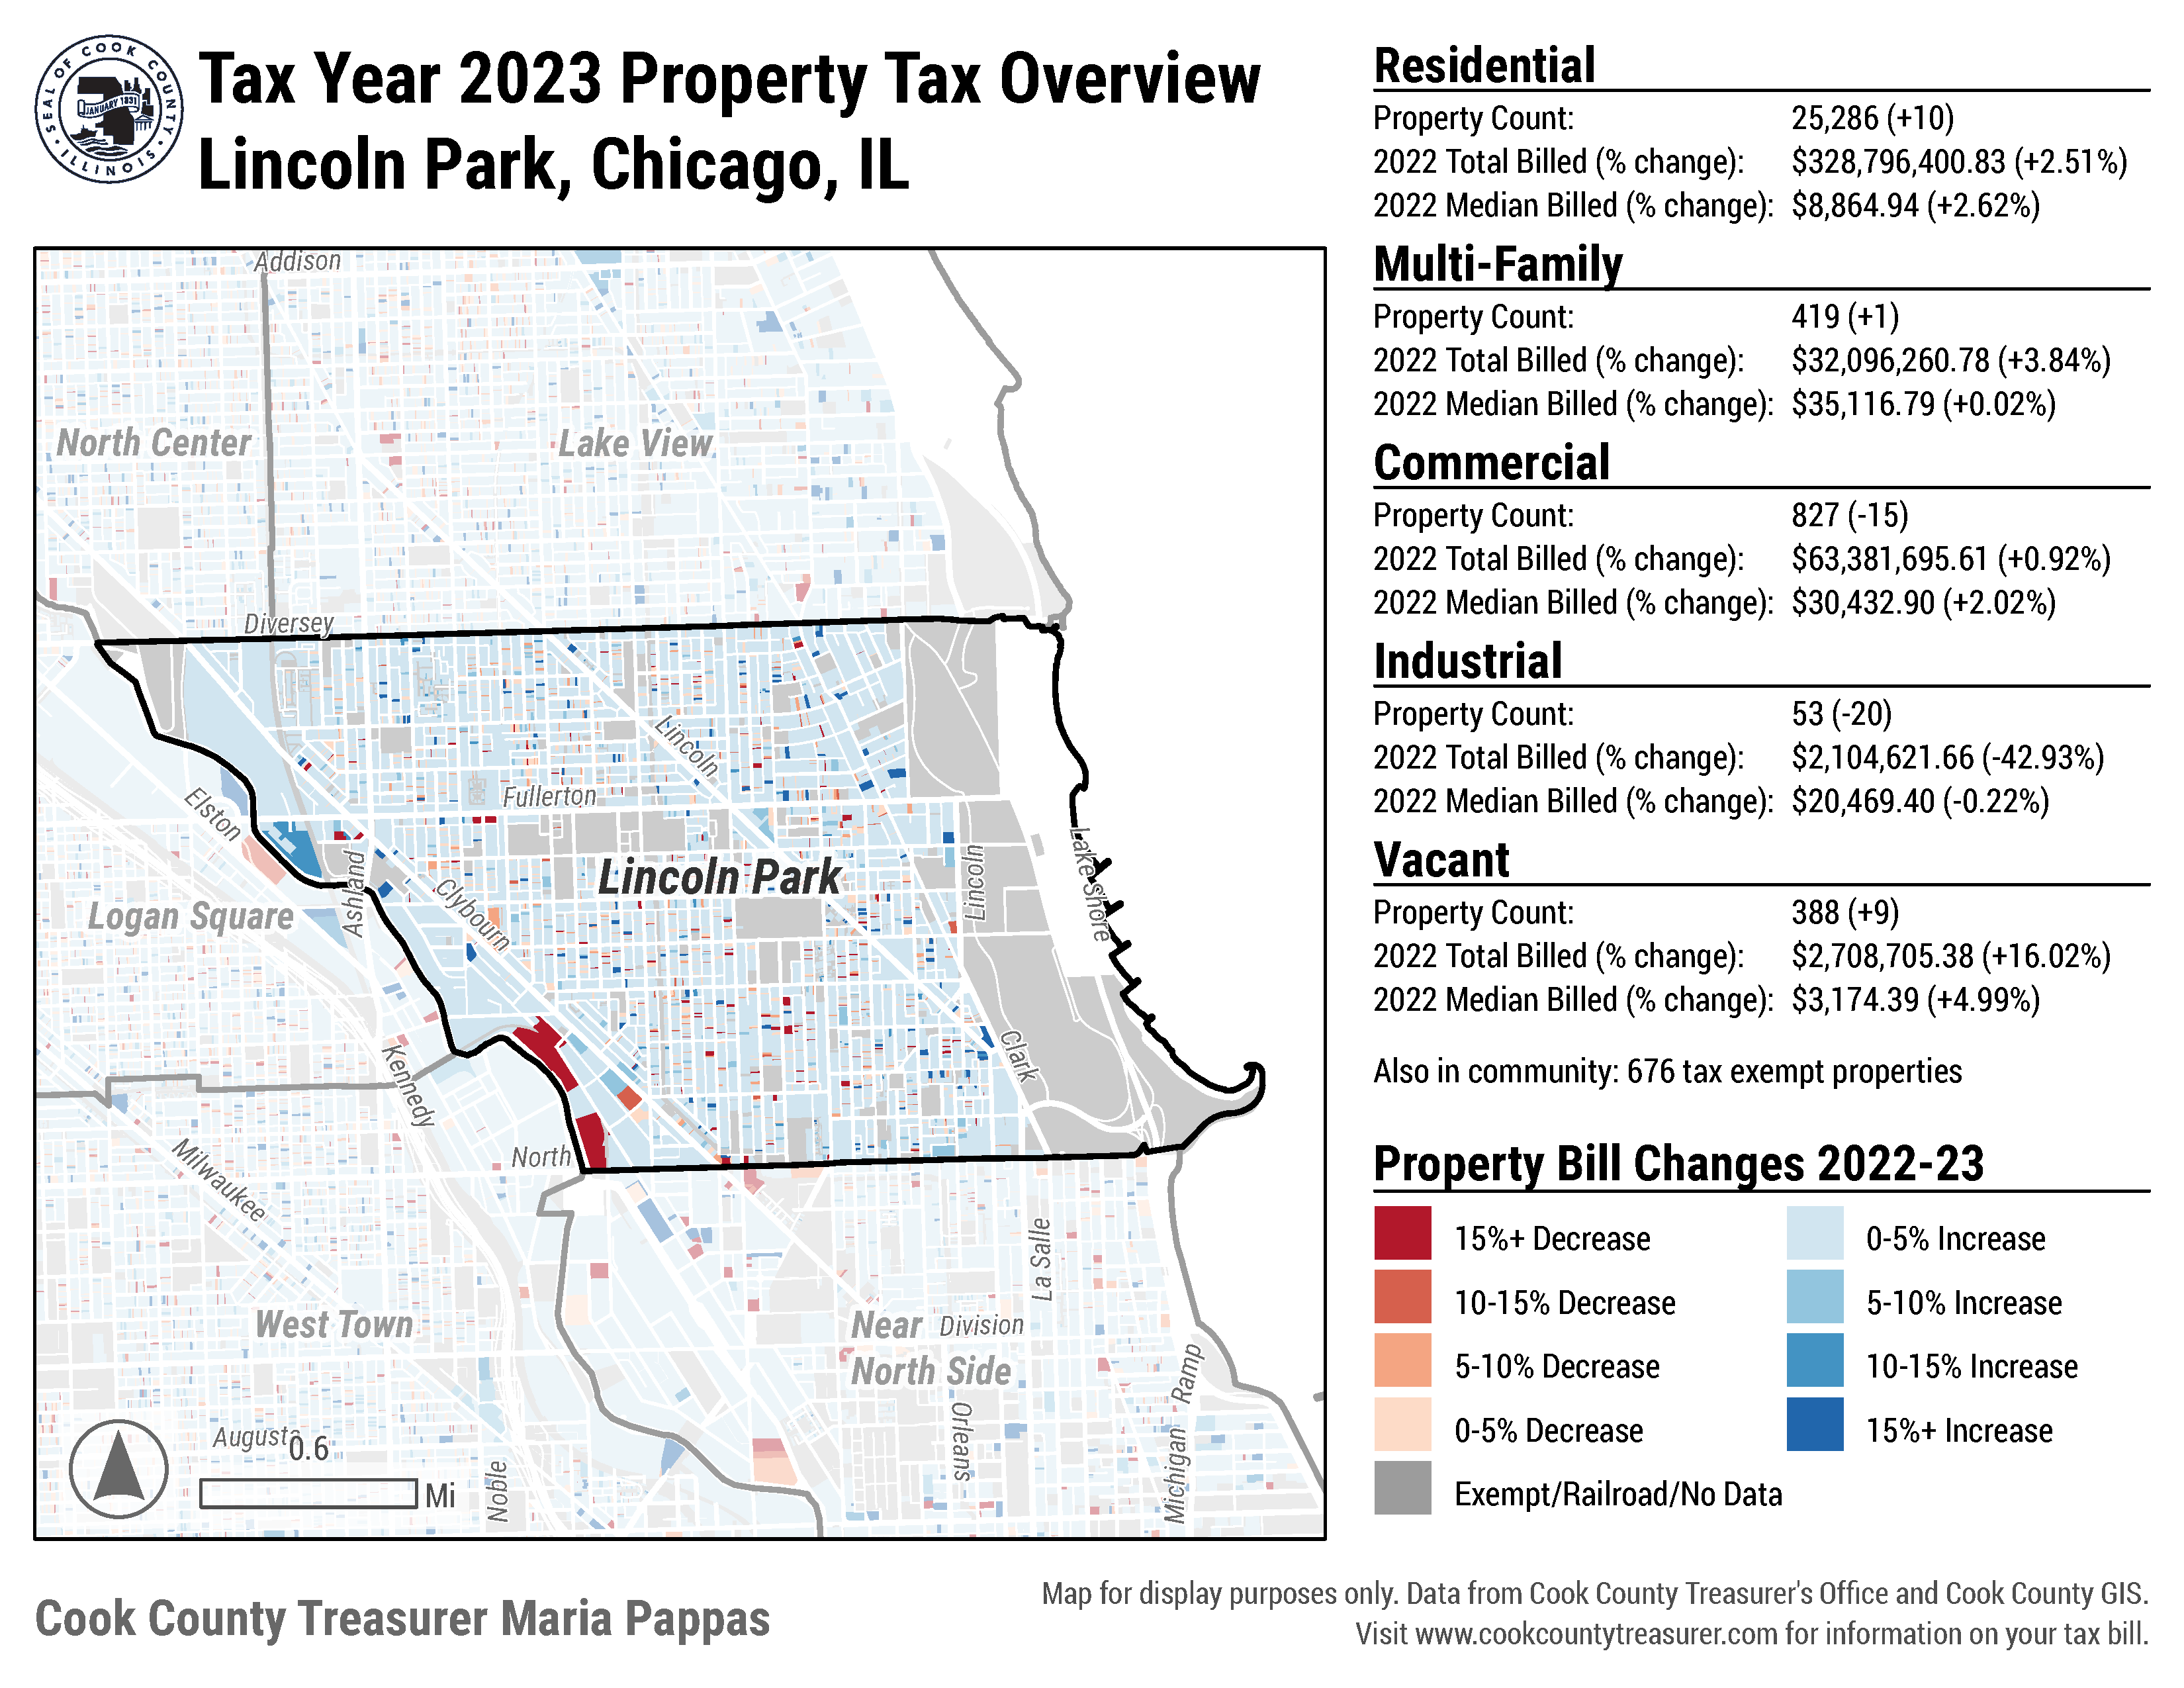 SEAL OF COOK COUNTY
JANUARY 1831
• ILLINOIS •
Tax Year 2023 Property Tax Overview
Lincoln Park, Chicago, IL
Residential
Property Count: 25,286 (+10)
2022 Total Billed (% change): $328,796,400.83 (+2.51%)
2022 Median Billed (% change): $8,864.94 (+2.62%)
Multi-Family
Property Count: 419 (+1)
2022 Total Billed (% change): $32,096,260.78 (+3.84%)
2022 Median Billed (% change): $35,116.79 (+0.02%)
Commercial
Property Count: 827 (-15)
2022 Total Billed (% change): $63,381,695.61 (+0.92%)
2022 Median Billed (% change): $30,432.90 (+2.02%)
Industrial
Property Count: 53 (-20)
2022 Total Billed (% change): $2,104,621.66 (-42.93%)
2022 Median Billed (% change): $20,469.40 (-0.22%)
Vacant
Property Count: 388 (+9)
2022 Total Billed (% change): $2,708,705.38 (+16.02%)
2022 Median Billed (% change): $3,174.39 (+4.99%)
Also in community: 676 tax exempt properties
Property Bill Changes 2022-23
15%+ Decrease
0-5% Increase
10-15% Decrease
5-10% Increase
5-10% Decrease
10-15% Increase
0-5% Decrease
15%+ Increase
Exempt/Railroad/No Data
Addison
North Center
Lake View
Diversey
Lincoln
Elston
Fullerton
Lincoln Park
Lincoln
Lake Shore
Ashland
Clybourn
Logan Square
Clark
Kennedy
North
Milwaukee
La Salle
West Town
Near
North Side
Division
Ramp
Orleans
Michigan
Augusta
0.6
Mi
Noble
Cook County Treasurer Maria Pappas
Map for display purposes only. Data from Cook County Treasurer's Office and Cook County GIS.
Visit www.cookcountytreasurer.com for information on your tax bill.